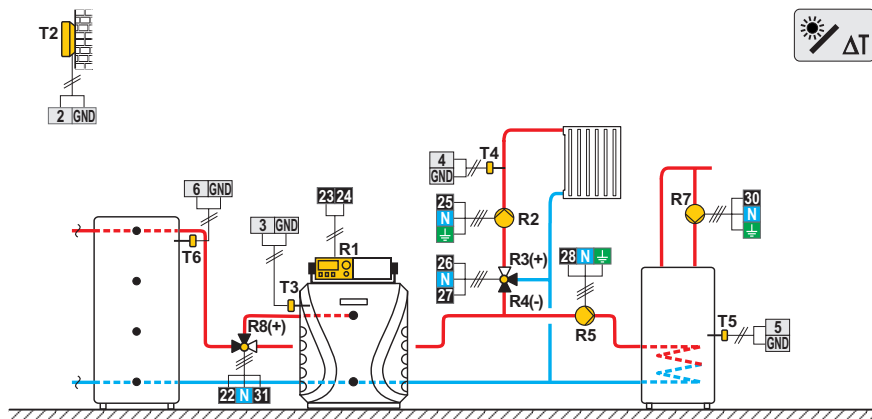 T2
ΔT
2 GND
4
GND
T4
6 GND
23 24
25
N
R2
R7
30
N
3 GND
T6
R1
26
N
27
R3(+)
R4(-)
28 N
T3
R8(+)
R5
T5
5
GND
22 N 31